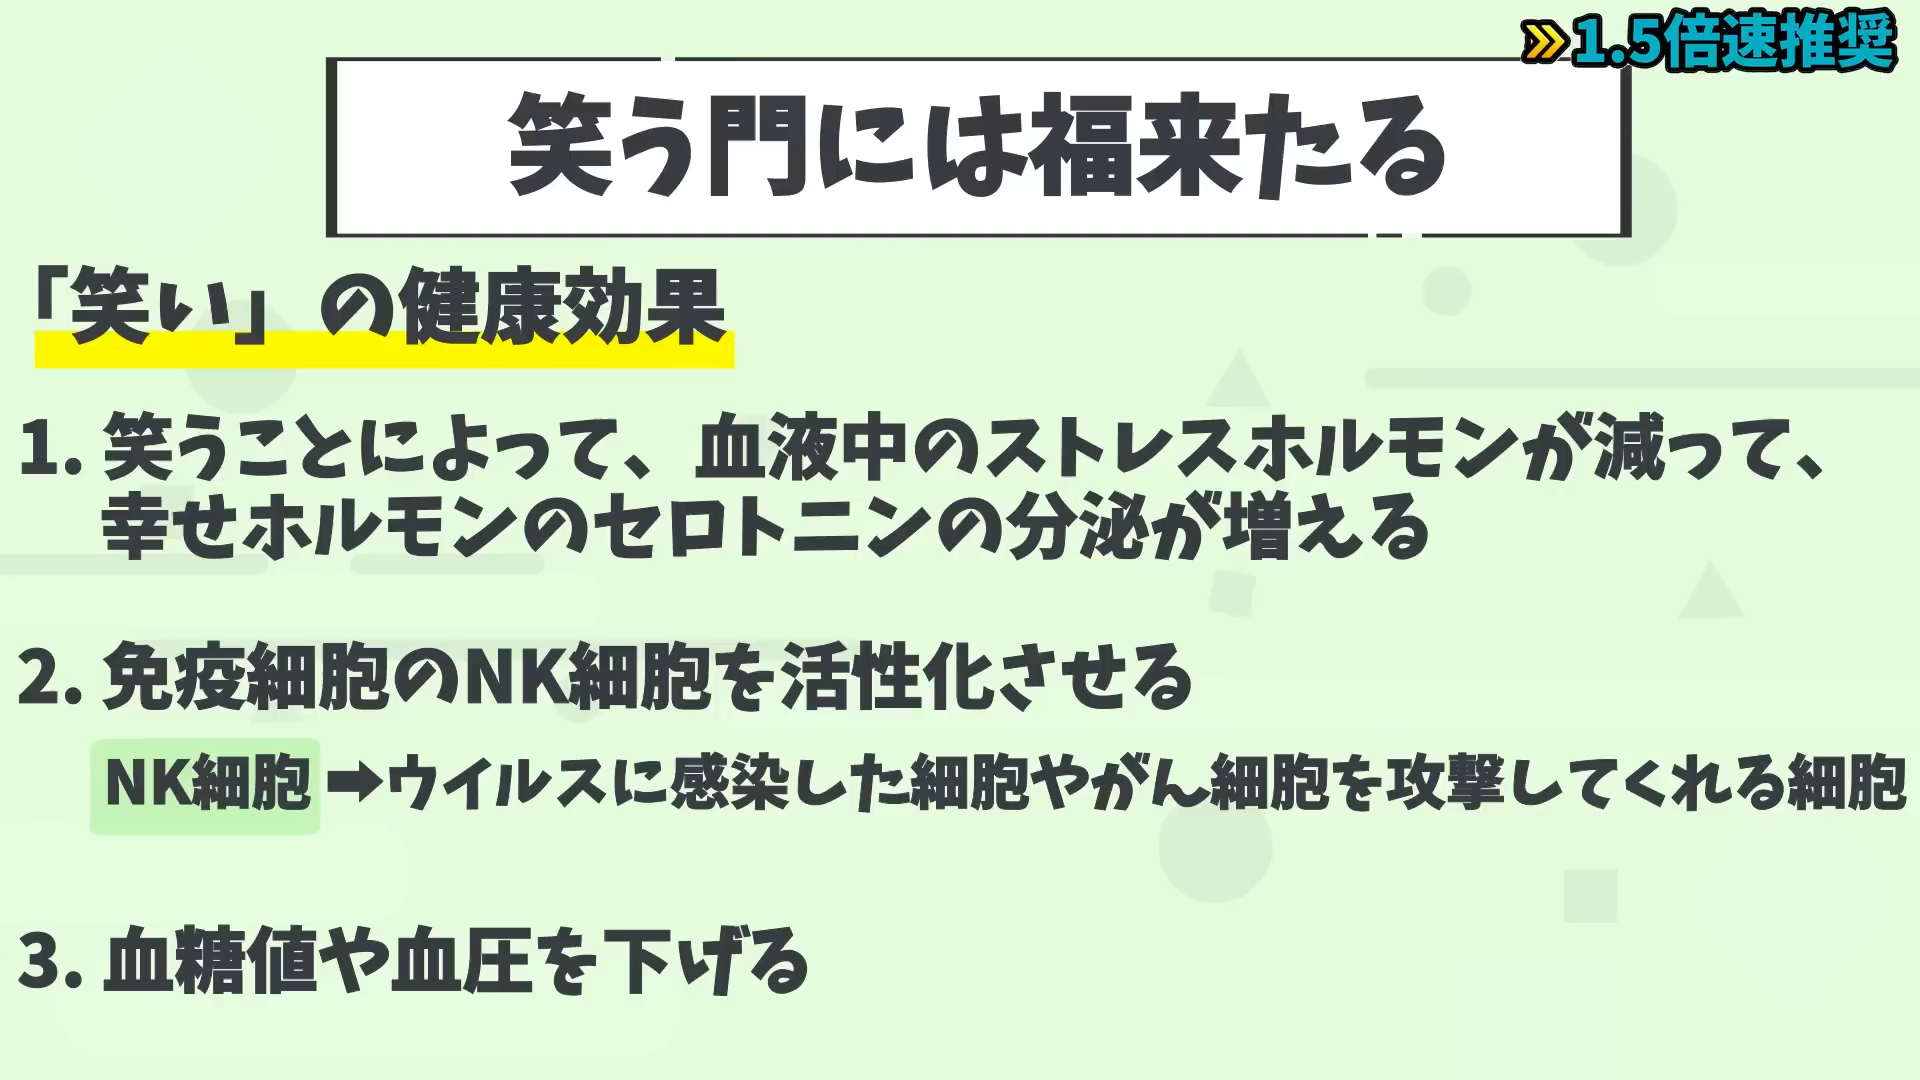 1.5倍速推奨
笑う門には福来たる
「笑い」の健康効果
1. 笑うことによって、血液中のストレスホルモンが減って、
幸せホルモンのセロトニンの分泌が増える
2. 免疫細胞のNK細胞を活性化させる
NK細胞 ➡ウイルスに感染した細胞やがん細胞を攻撃してくれる細胞
3. 血糖値や血圧を下げる